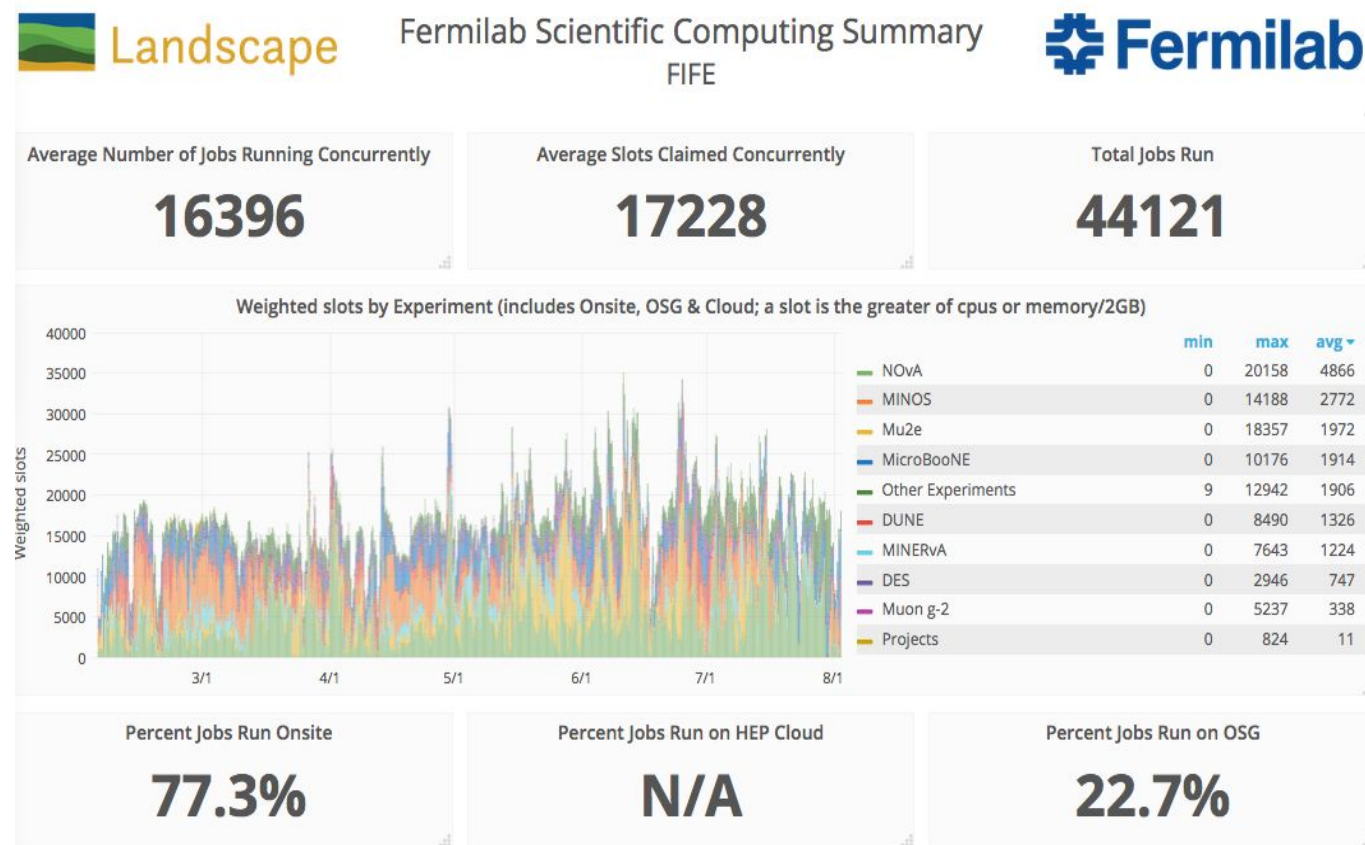 Landscape
Fermilab Scientific Computing Summary
FIFE
Fermilab
Average Number of Jobs Running Concurrently
16396
Average Slots Claimed Concurrently
17228
Total Jobs Run
44121
Weighted slots by Experiment (includes Onsite, OSG & Cloud; a slot is the greater of cpus or memory/2GB)
Weighted slots
40000
35000
30000
25000
20000
15000
10000
5000
0
3/1 4/1 5/1 6/1 7/1 8/1
min max avg
NOvA 0 20158 4866
MINOS 0 14188 2772
Mu2e 0 18357 1972
MicroBooNE 0 10176 1914
Other Experiments 9 12942 1906
DUNE 0 8490 1326
MINERvA 0 7643 1224
DES 0 2946 747
Muon g-2 0 5237 338
Projects 0 824 11
Percent Jobs Run Onsite
77.3%
Percent Jobs Run on HEP Cloud
N/A
Percent Jobs Run on OSG
22.7%